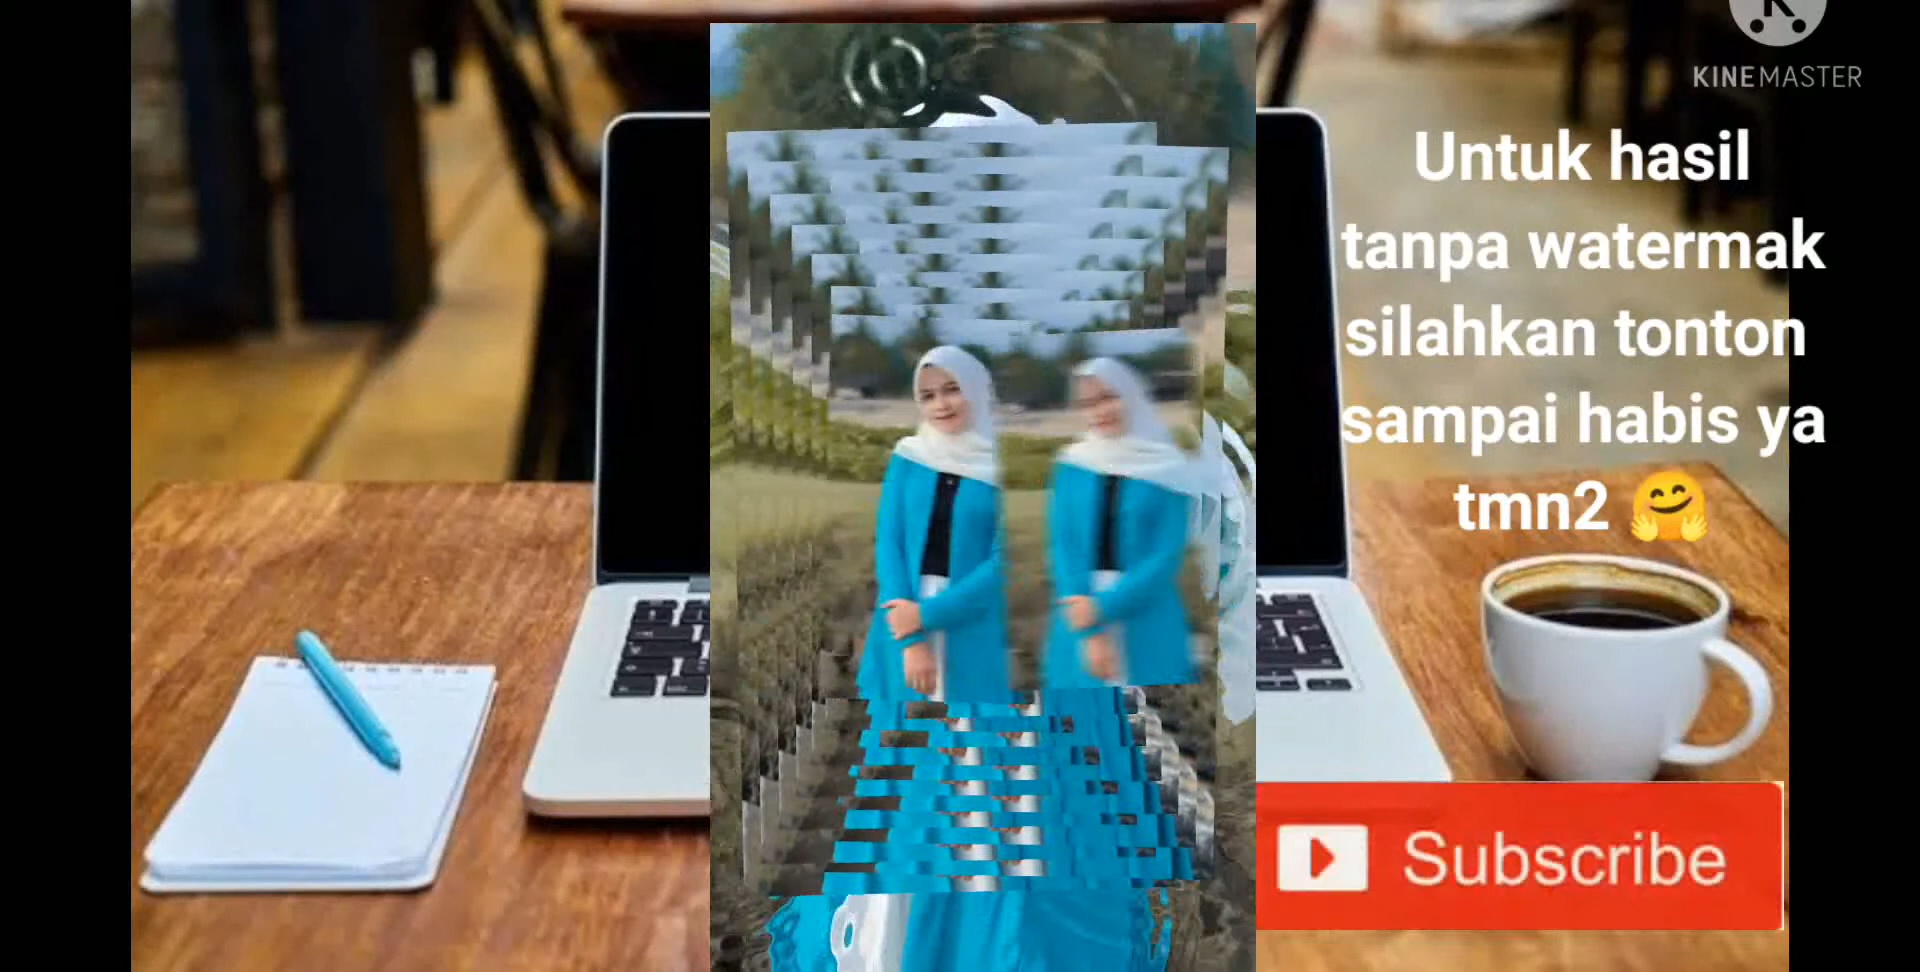 KINEMASTER
Untuk hasil
tanpa watermak
silahkan tonton
sampai habis ya
tmn2 🤗
Subscribe